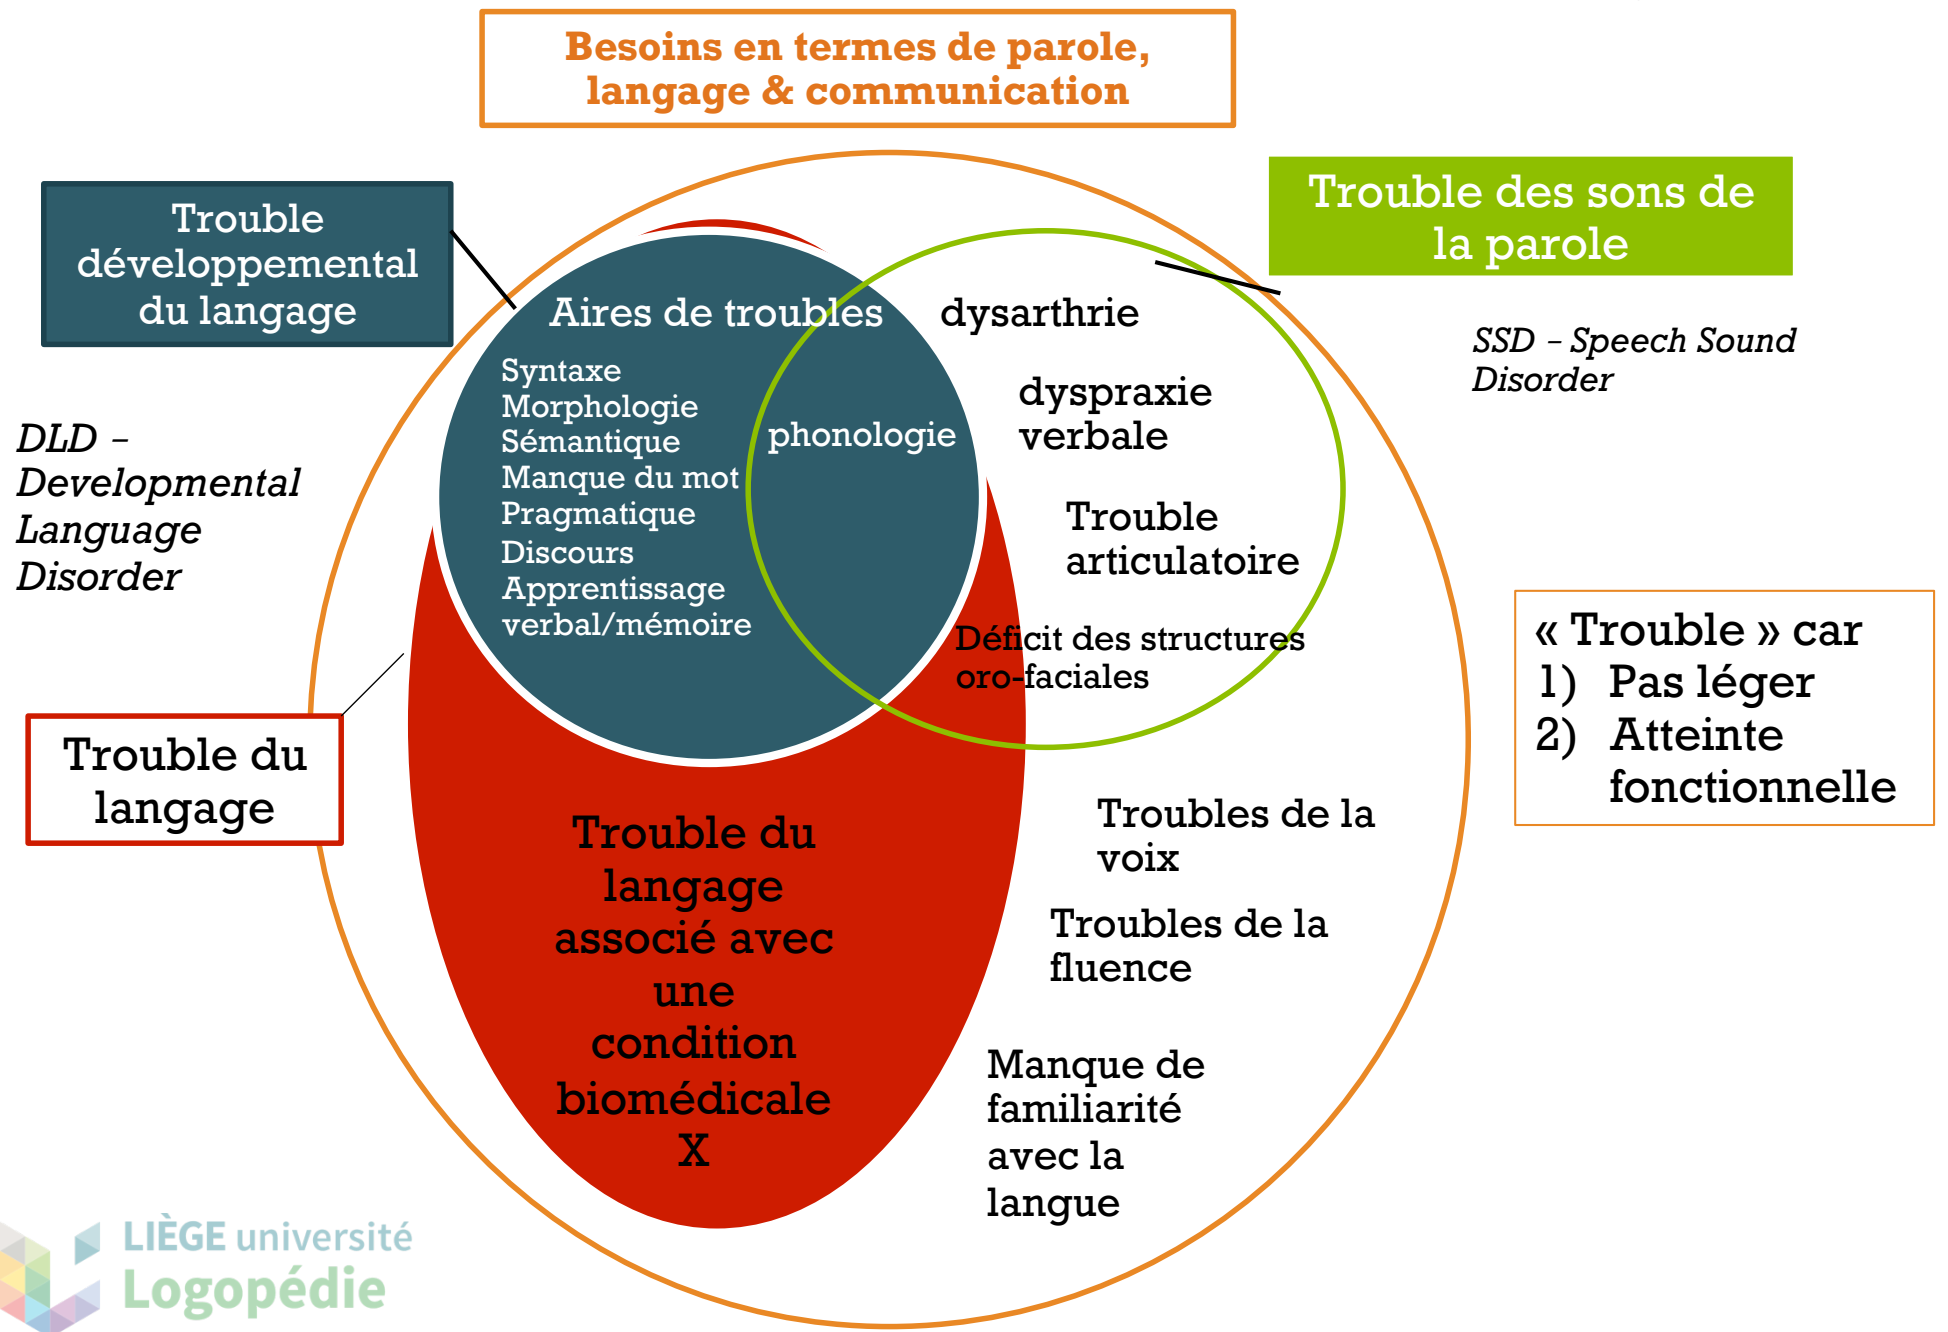 Besoins en termes de parole,
langage & communication
Trouble
développemental
du langage
Trouble des sons de
la parole
SSD – Speech Sound
Disorder
DLD –
Developmental
Language
Disorder
Aires de troubles
Syntaxe
Morphologie
Sémantique
Manque du mot
Pragmatique
Discours
Apprentissage
verbal/mémoire
phonologie
dysarthrie
dyspraxie
verbale
Trouble
articulatoire
Déficit des structures
oro-faciales
« Trouble » car
1) Pas léger
2) Atteinte
fonctionnelle
Trouble du
langage
Trouble du
langage
associé avec
une
condition
biomédicale
X
Troubles de la
voix
Troubles de la
fluence
Manque de
familiarité
avec la
langue
LIÈGE université
Logopédie